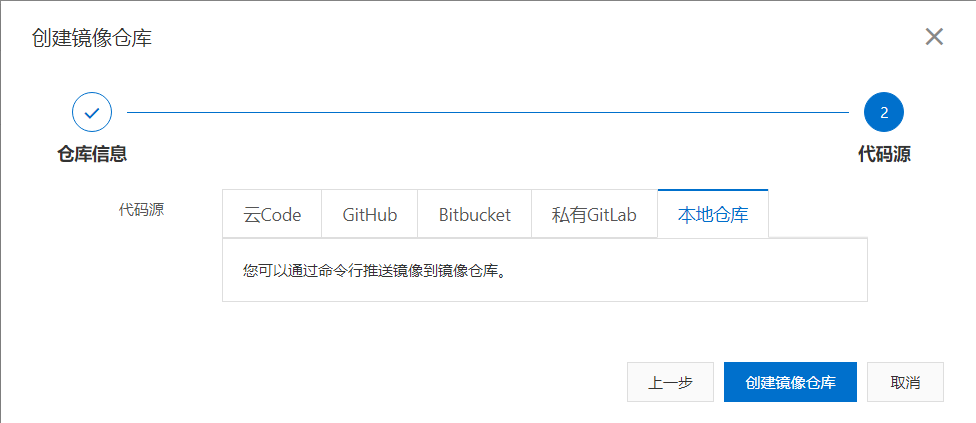 创建镜像仓库
2
仓库信息
代码源
代码源
云Code
GitHub
Bitbucket
私有GitLab
本地仓库
您可以通过命令行推送镜像到镜像仓库。
上一步
创建镜像仓库
取消